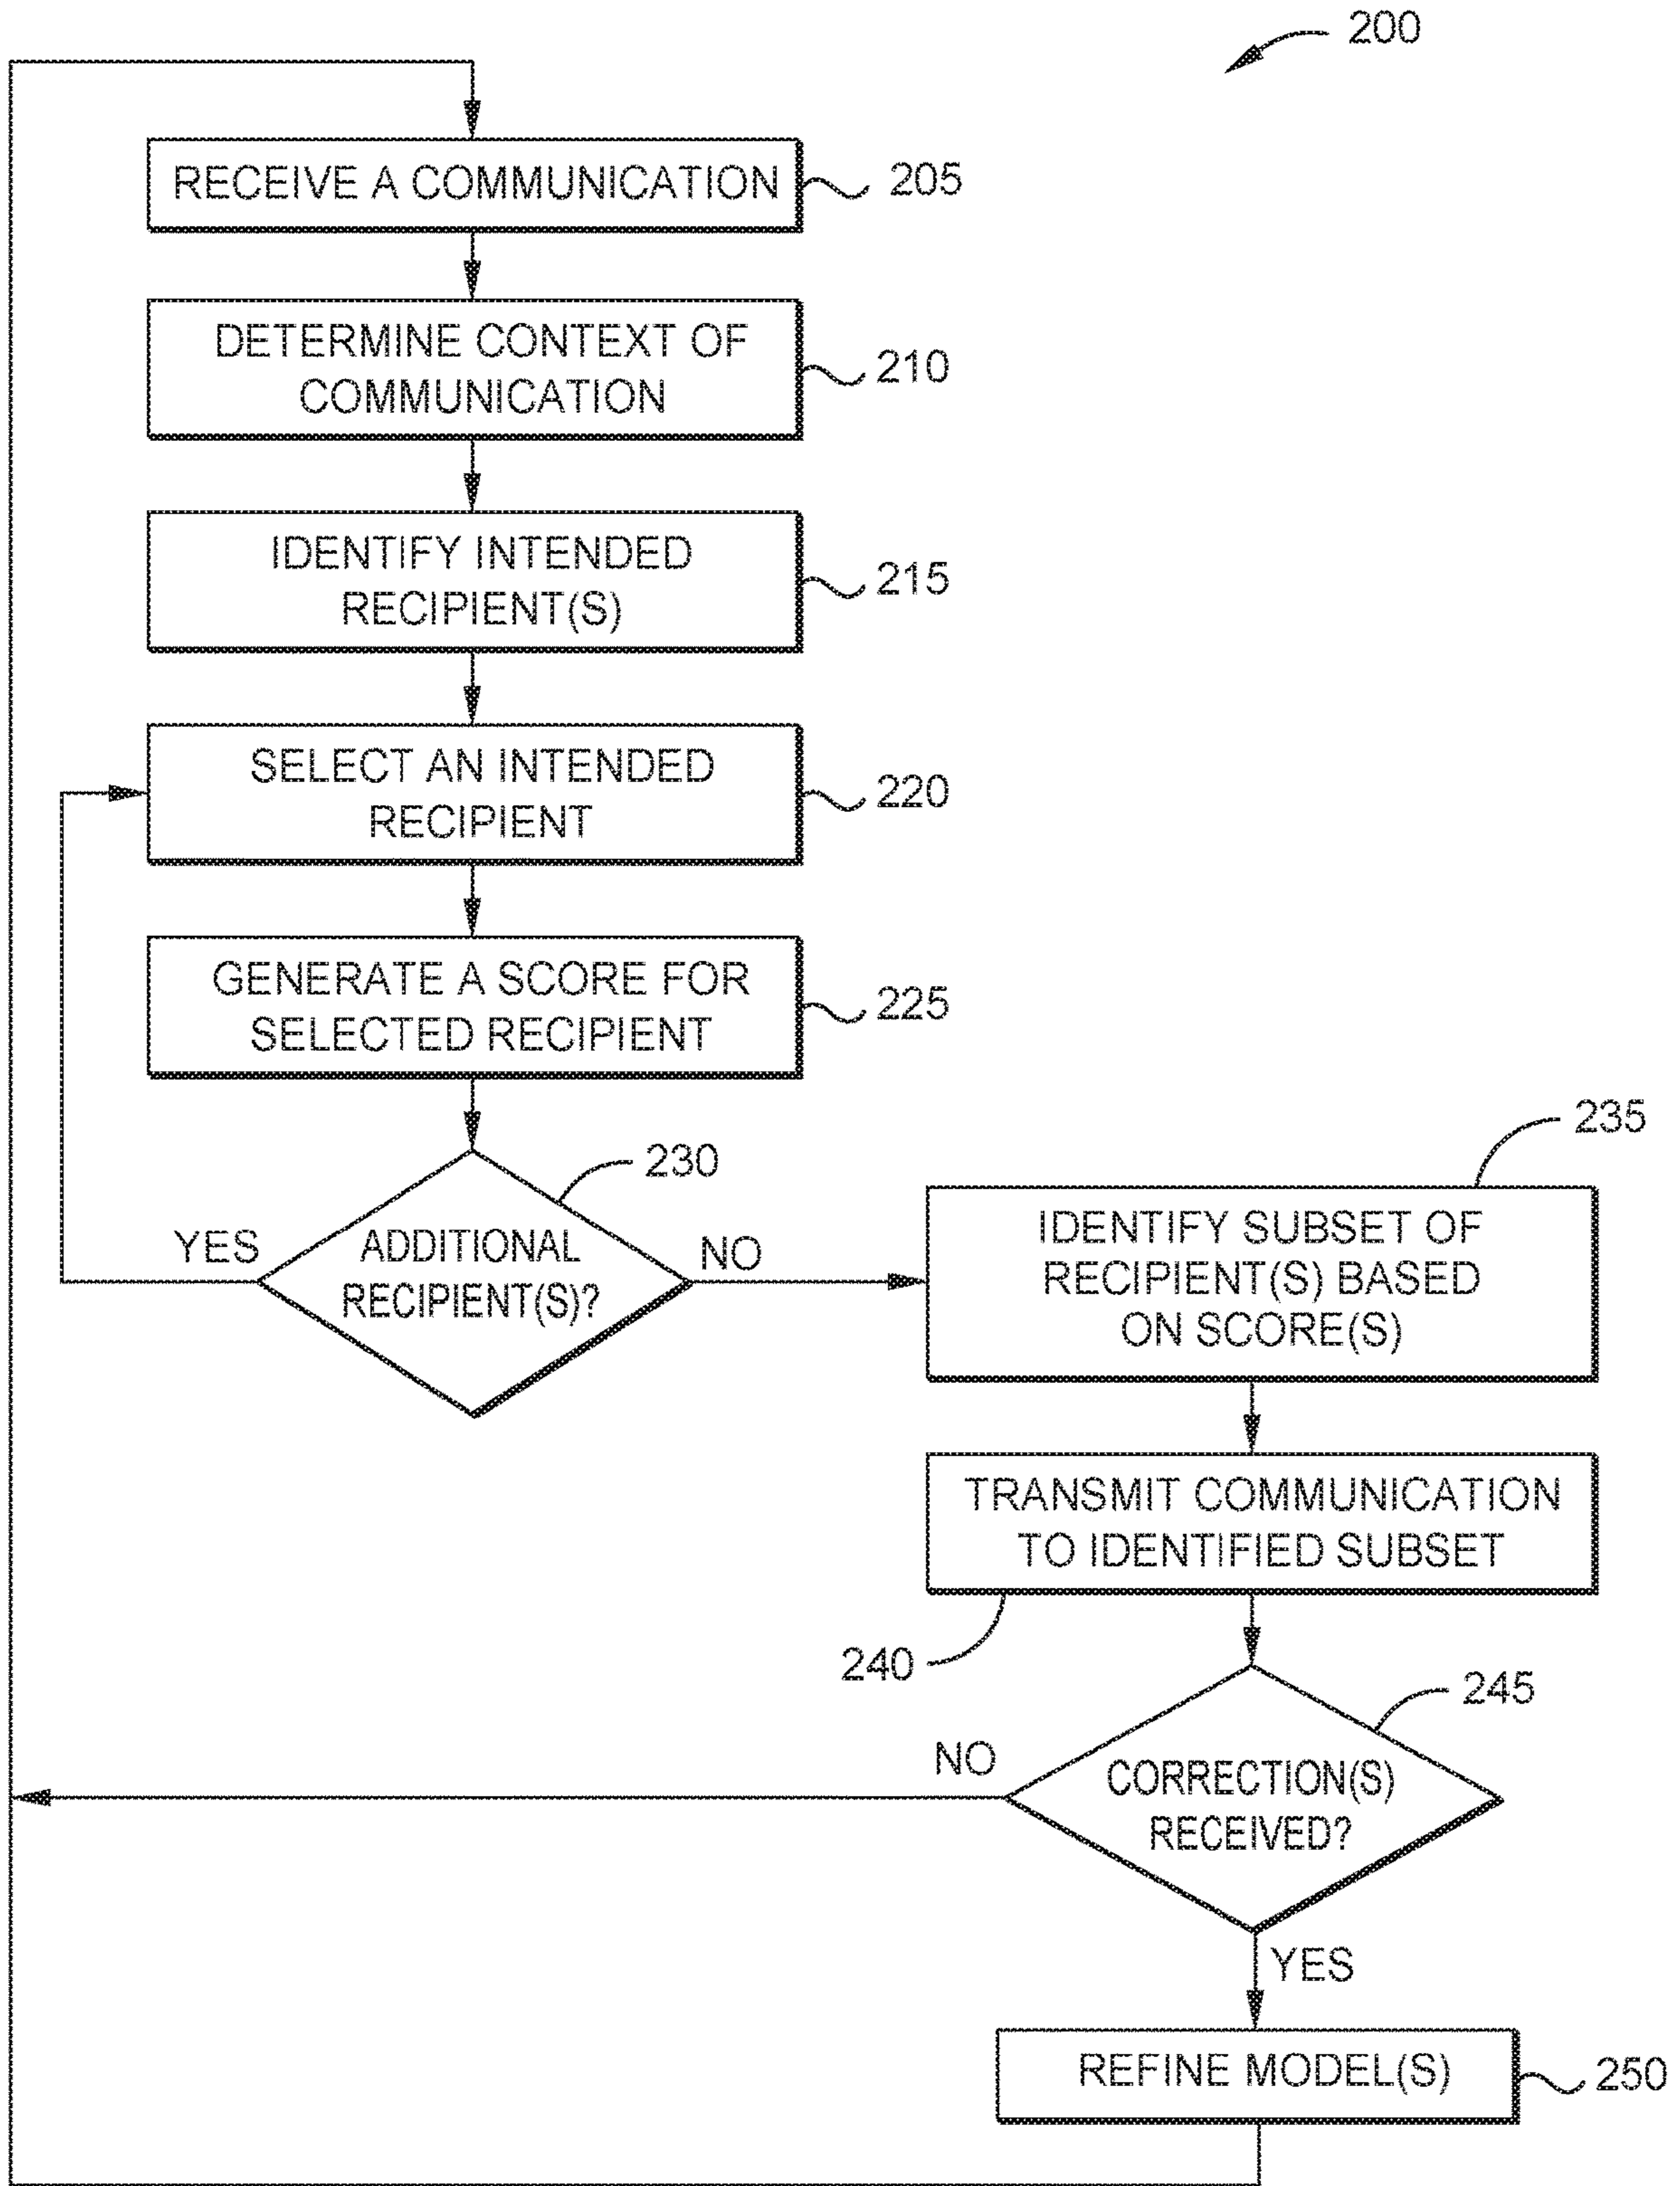 200
RECEIVE A COMMUNICATION
205
DETERMINE CONTEXT OF
COMMUNICATION
210
IDENTIFY INTENDED
RECIPIENT(S)
215
SELECT AN INTENDED
RECIPIENT
220
GENERATE A SCORE FOR
SELECTED RECIPIENT
225
230
YES
ADDITIONAL
RECIPIENT(S)?
NO
235
IDENTIFY SUBSET OF
RECIPIENT(S) BASED
ON SCORE(S)
TRANSMIT COMMUNICATION
TO IDENTIFIED SUBSET
240
245
NO
CORRECTION(S)
RECEIVED?
YES
REFINE MODEL(S)
250